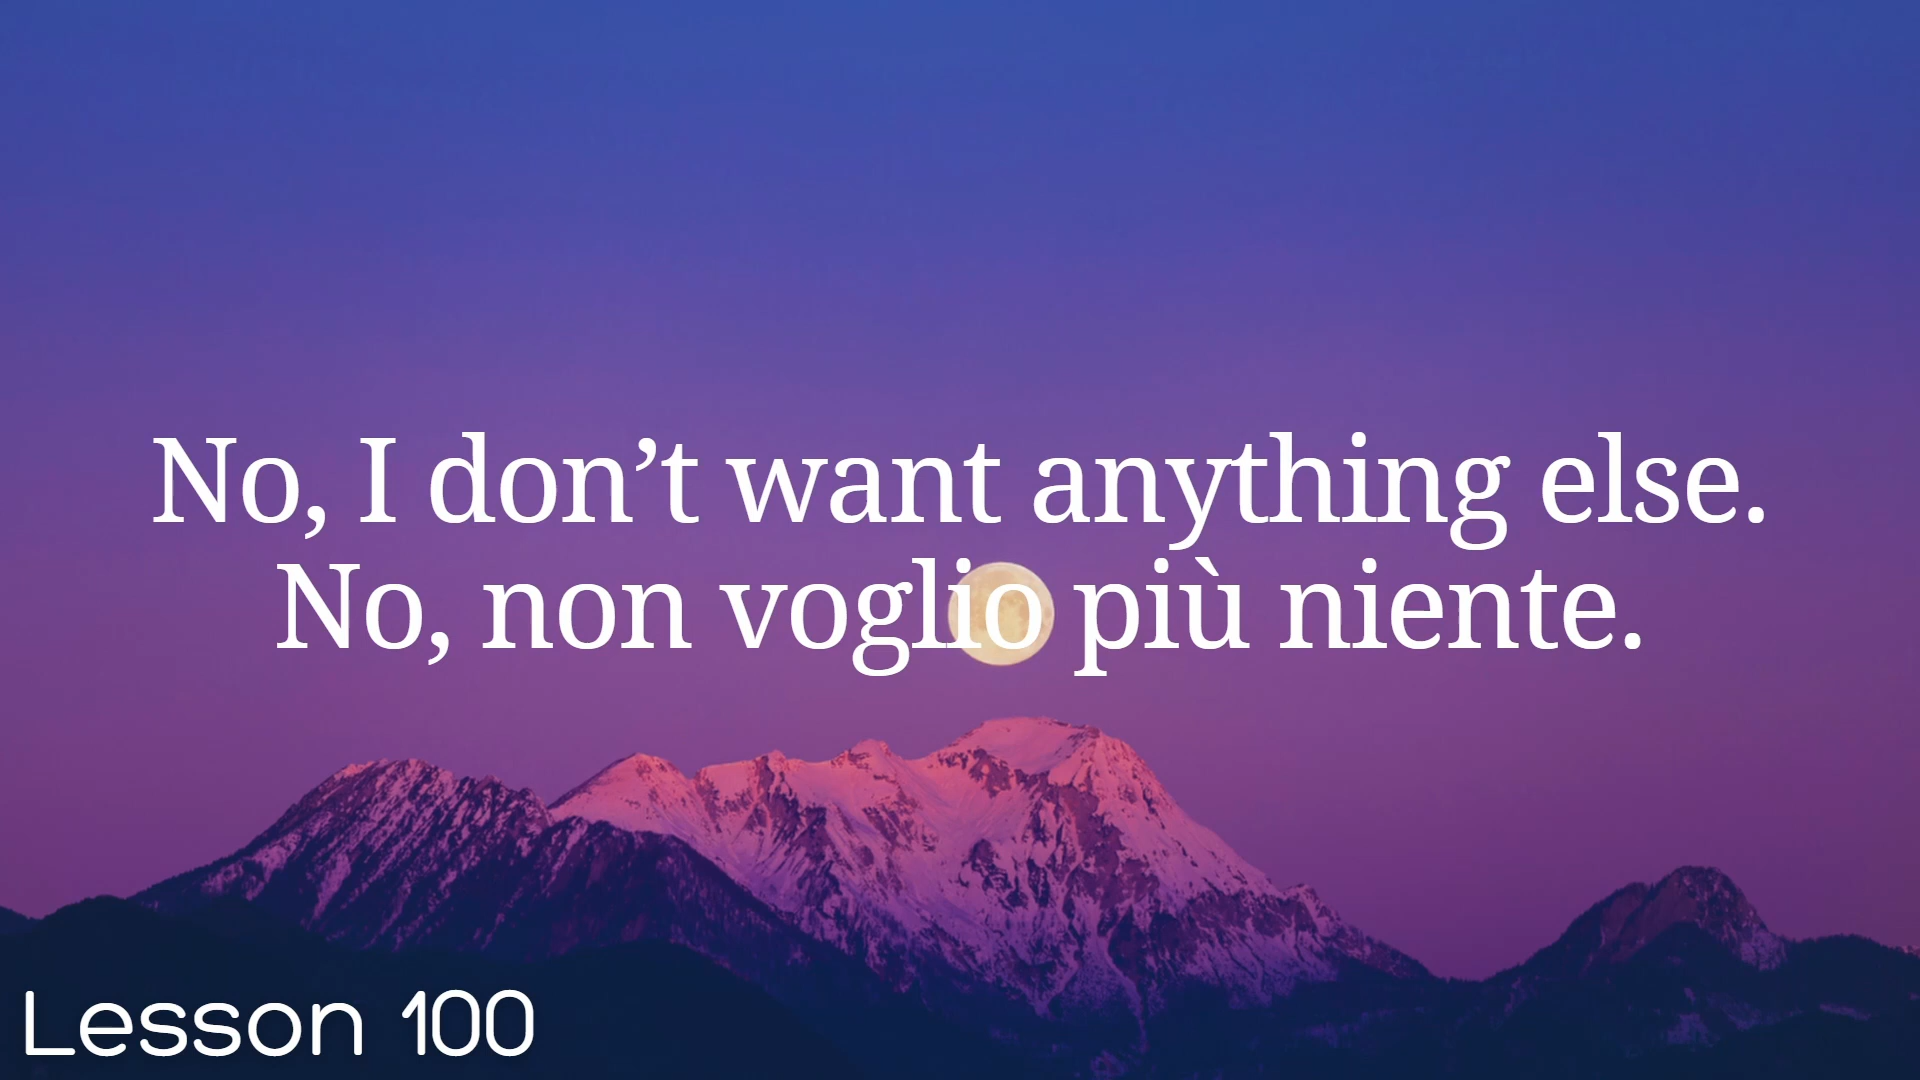 No, I don’t want anything else.
No, non voglio più niente.
Lesson 100